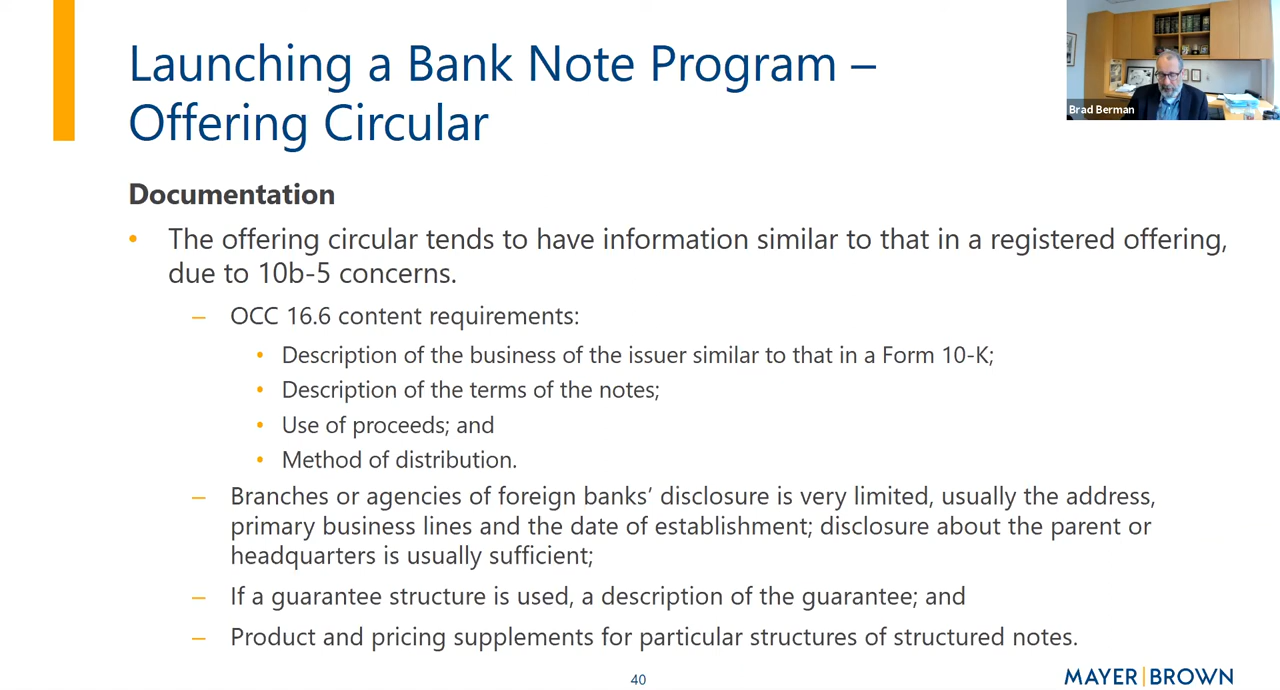 Launching a Bank Note Program –
Offering Circular
Brad Berman
Documentation
• The offering circular tends to have information similar to that in a registered offering,
due to 10b-5 concerns.
– OCC 16.6 content requirements:
• Description of the business of the issuer similar to that in a Form 10-K;
• Description of the terms of the notes;
• Use of proceeds; and
• Method of distribution.
– Branches or agencies of foreign banks’ disclosure is very limited, usually the address,
primary business lines and the date of establishment; disclosure about the parent or
headquarters is usually sufficient;
– If a guarantee structure is used, a description of the guarantee; and
– Product and pricing supplements for particular structures of structured notes.
40
MAYER|BROWN